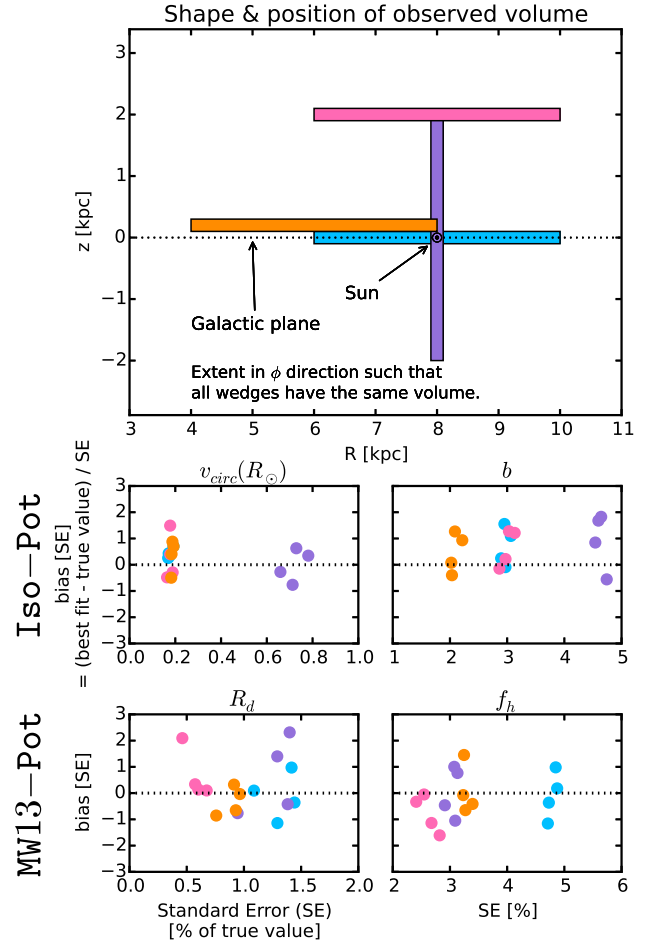 Shape & position of observed volume
3
2
1
0
−1
−2
z [kpc]
Sun
Galactic plane
Extent in ϕ direction such that
all wedges have the same volume.
3 4 5 6 7 8 9 10 11
R [kpc]
Iso−Pot
bias [SE]
= (best fit - true value) / SE
v_circ(R_⊙)
3
2
1
0
−1
−2
−3
0.0 0.2 0.4 0.6 0.8 1.0
b
1 2 3 4 5
MW13−Pot
bias [SE]
R_d
3
2
1
0
−1
−2
−3
0.0 0.5 1.0 1.5 2.0
Standard Error (SE)
[% of true value]
f_h
2 3 4 5 6
SE [%]